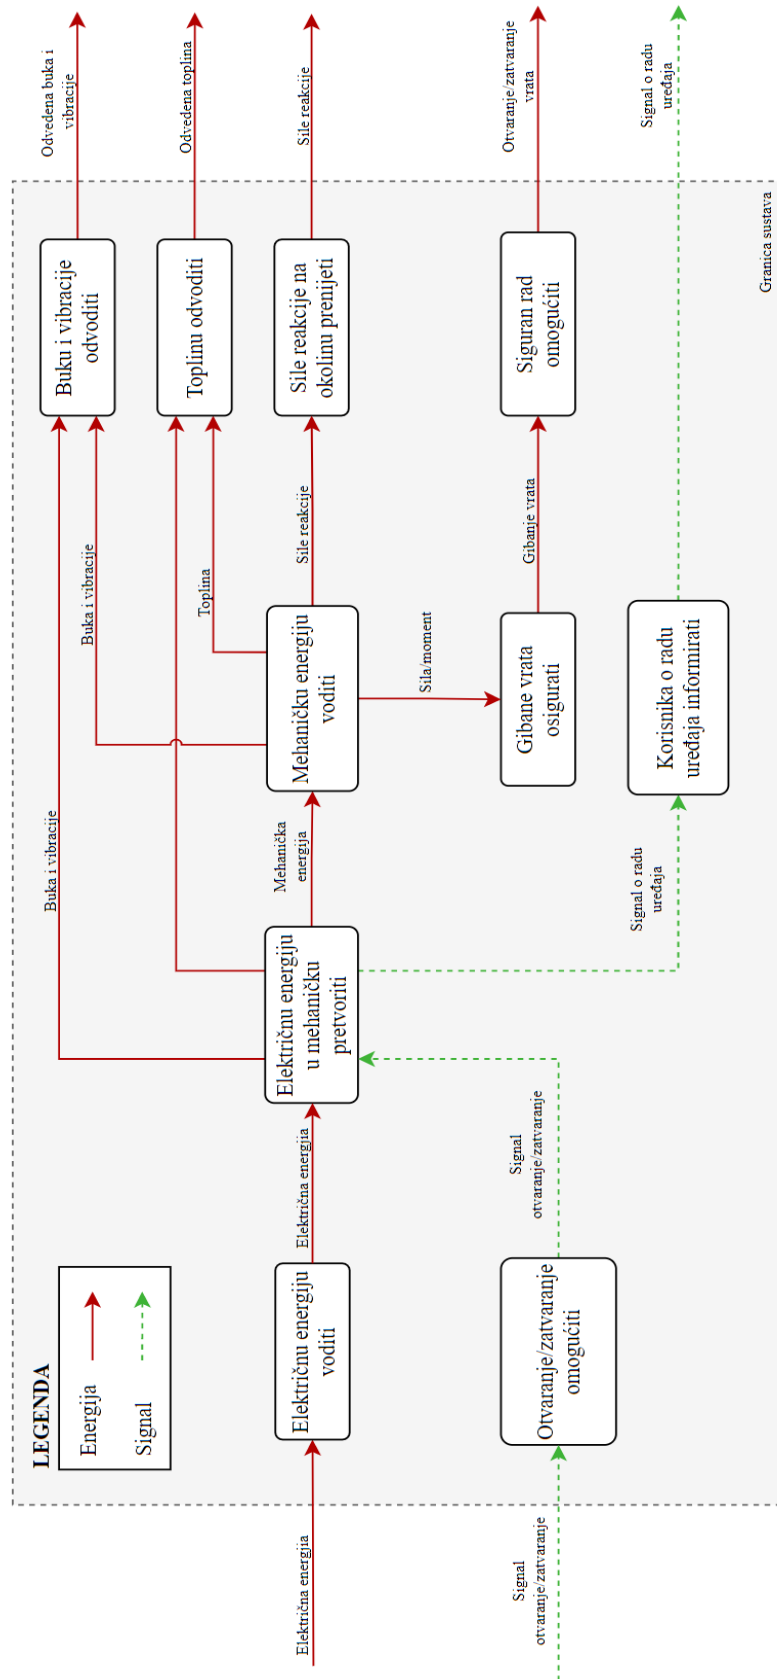 LEGENDA
Energija
Signal
Električna energjia
Signal
otvaranje/zatvaranje
Električnu energiju
voditi
Otvaranje/zatvaranje
omogućiti
Električna energjia
Signal
otvaranje/zatvaranje
Električnu energiju
u mehaničku
pretvoriti
Buka i vibracije
Mehanička
energija
Signal o radu
uređaja
Mehaničku energiju
voditi
Gibane vrata
osigurati
Korisnika o radu
uređaja informirati
Buka i vibracije
Toplina
Sile reakcije
Sila/moment
Gibanje vrata
Buku i vibracije
odvoditi
Toplinu odvoditi
Sile reakcije na
okolinu prenijeti
Siguran rad
omogućiti
Granica sustava
Odvedena buka i
vibracije
Odvedena toplina
Sile reakcije
Otvaranje/zatvaranje
vrata
Signal o radu
uređaja